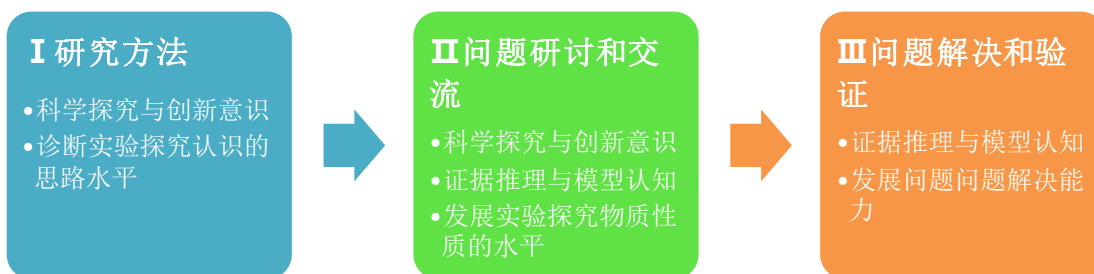 Ⅰ研究方法
•科学探究与创新意识
•诊断实验探究认识的
思路水平
Ⅱ问题研讨和交
流
•科学探究与创新意识
•证据推理与模型认知
•发展实验探究物质性
质的水平
Ⅲ问题解决和验
证
•证据推理与模型认知
•发展问题问题解决能
力